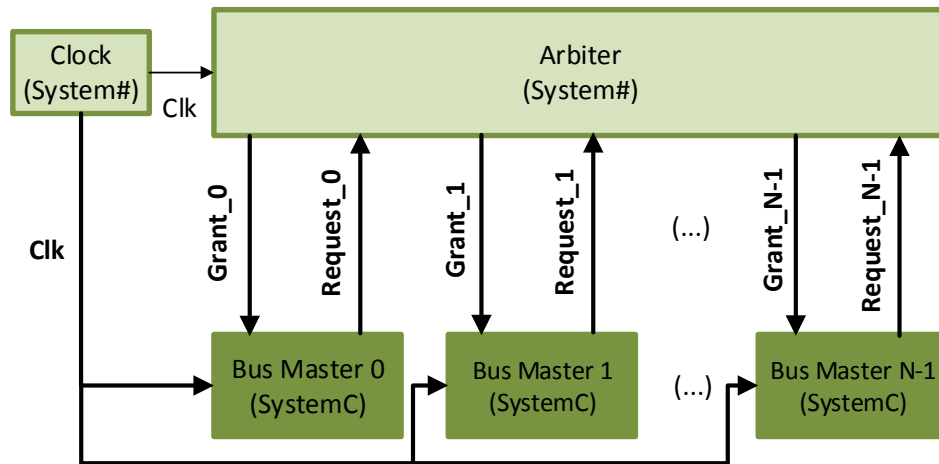 Clock
(System#)
Clk
Arbiter
(System#)
Clk
Grant_0
Request_0
Grant_1
Request_1
(...)
Grant_N-1
Request_N-1
Bus Master 0
(SystemC)
Bus Master 1
(SystemC)
(...)
Bus Master N-1
(SystemC)